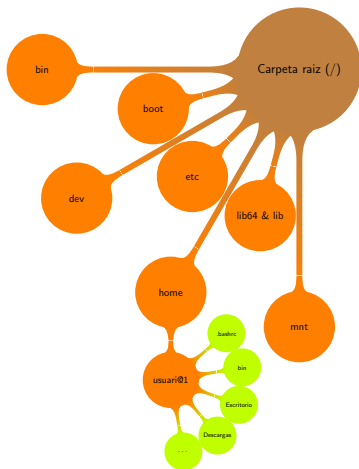 Carpeta raiz (/)
bin
boot
etc
dev
lib64 & lib
home
mnt
.bashrc
bin
usuari@1
Escritorio
Descargas
...